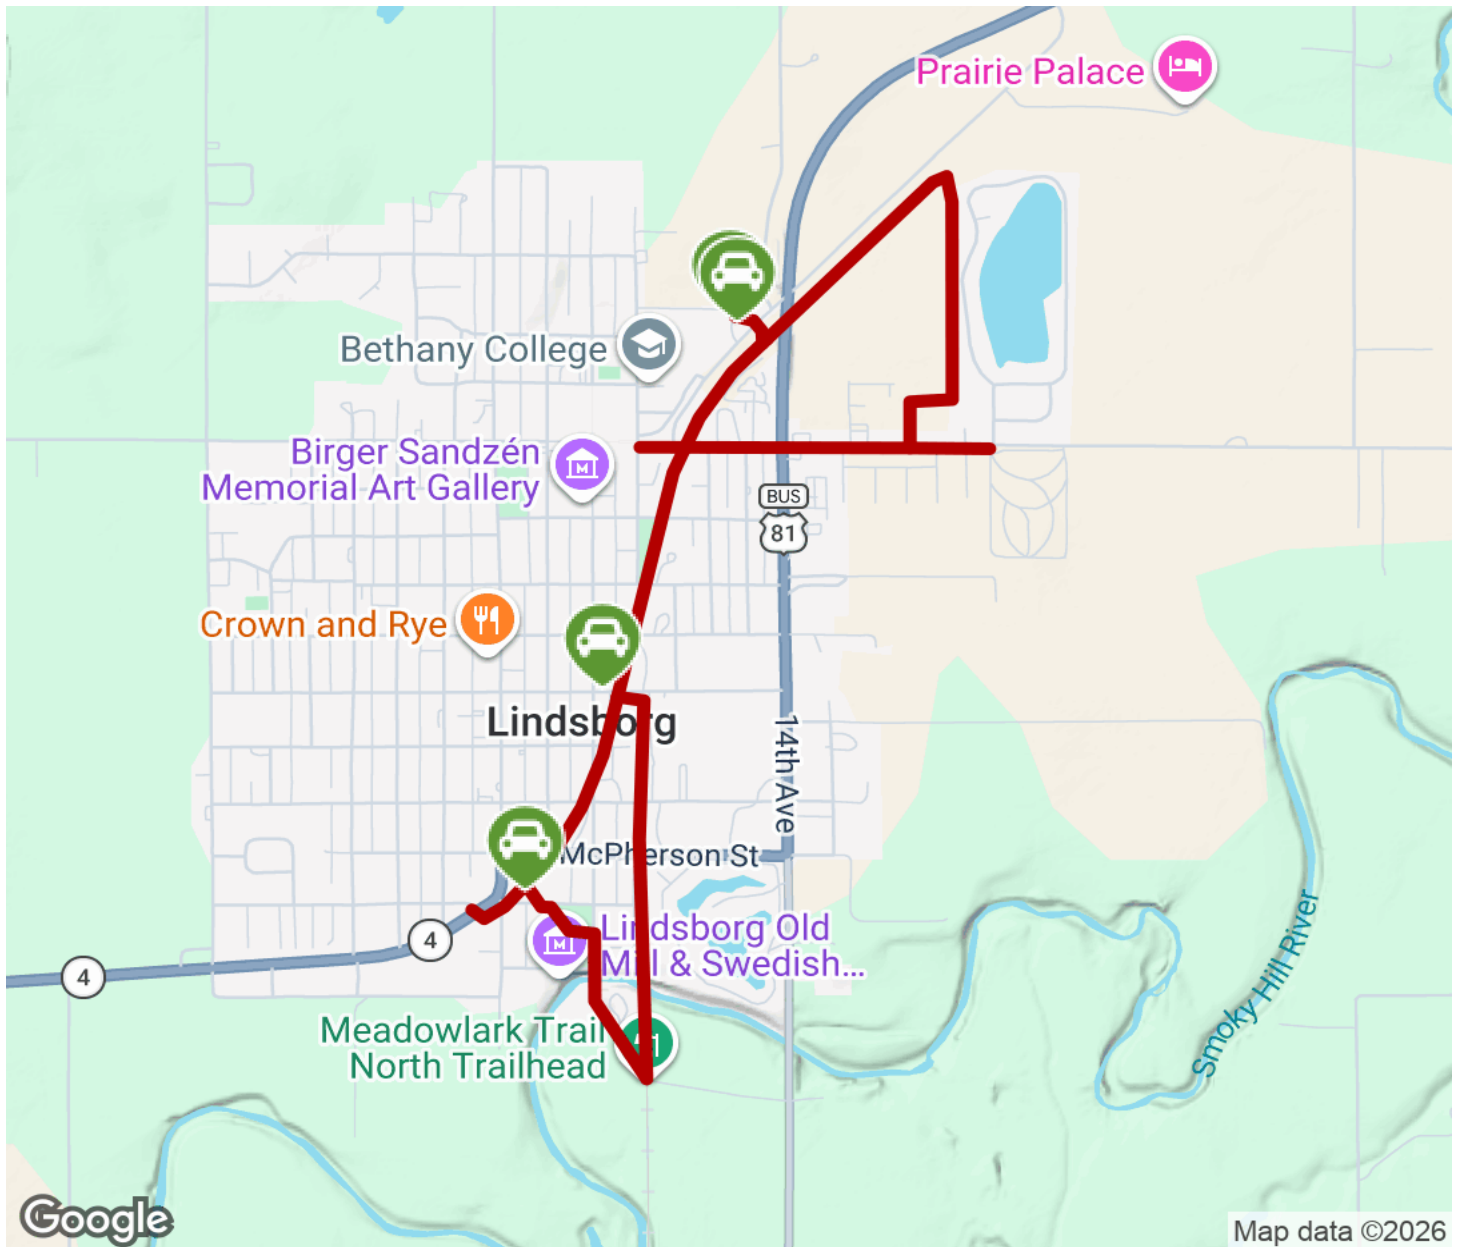 Prairie Palace
Bethany College
Birger Sandzén
Memorial Art Gallery
BUS
81
Crown and Rye
Lindsborg
14th Ave
McPherson St
4
4
Lindsborg Old
Mill & Swedish...
Meadowlark Trail
North Trailhead
Smoky Hill River
Google
Map data ©2026